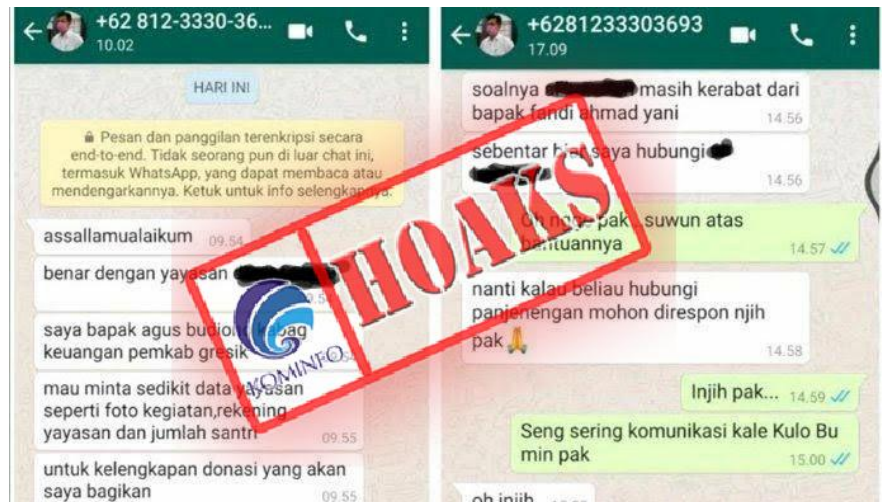 +62 812-3330-36...
10.02
HARI INI
Pesan dan panggilan terenkripsi secara
end-to-end. Tidak seorang pun di luar chat ini,
termasuk WhatsApp, yang dapat membaca atau
mendengarkannya. Ketuk untuk info selengkapnya.
assallamualaikum 09.54
benar dengan yayasan
saya bapak agus budiono kabag
keuangan pemkab gresik
mau minta sedikit data yayasan
seperti foto kegiatan,rekening
yayasan dan jumlah santri 09.55
untuk kelengkapan donasi yang akan
saya bagikan 09.55
+6281233303693
17.09
soalnya masih kerabat dari
bapak fandi ahmad yani 14.56
sebentar saya hubungi
14.56
Oh pak suwun atas
bantuannya 14.57
nanti kalau beliau hubungi
panjenengan mohon direspon njih
pak 14.58
Injih pak... 14.59
Seng sering komunikasi kale Kulo Bu
min pak 15.00
oh injih
HOAKS
KOMINFO